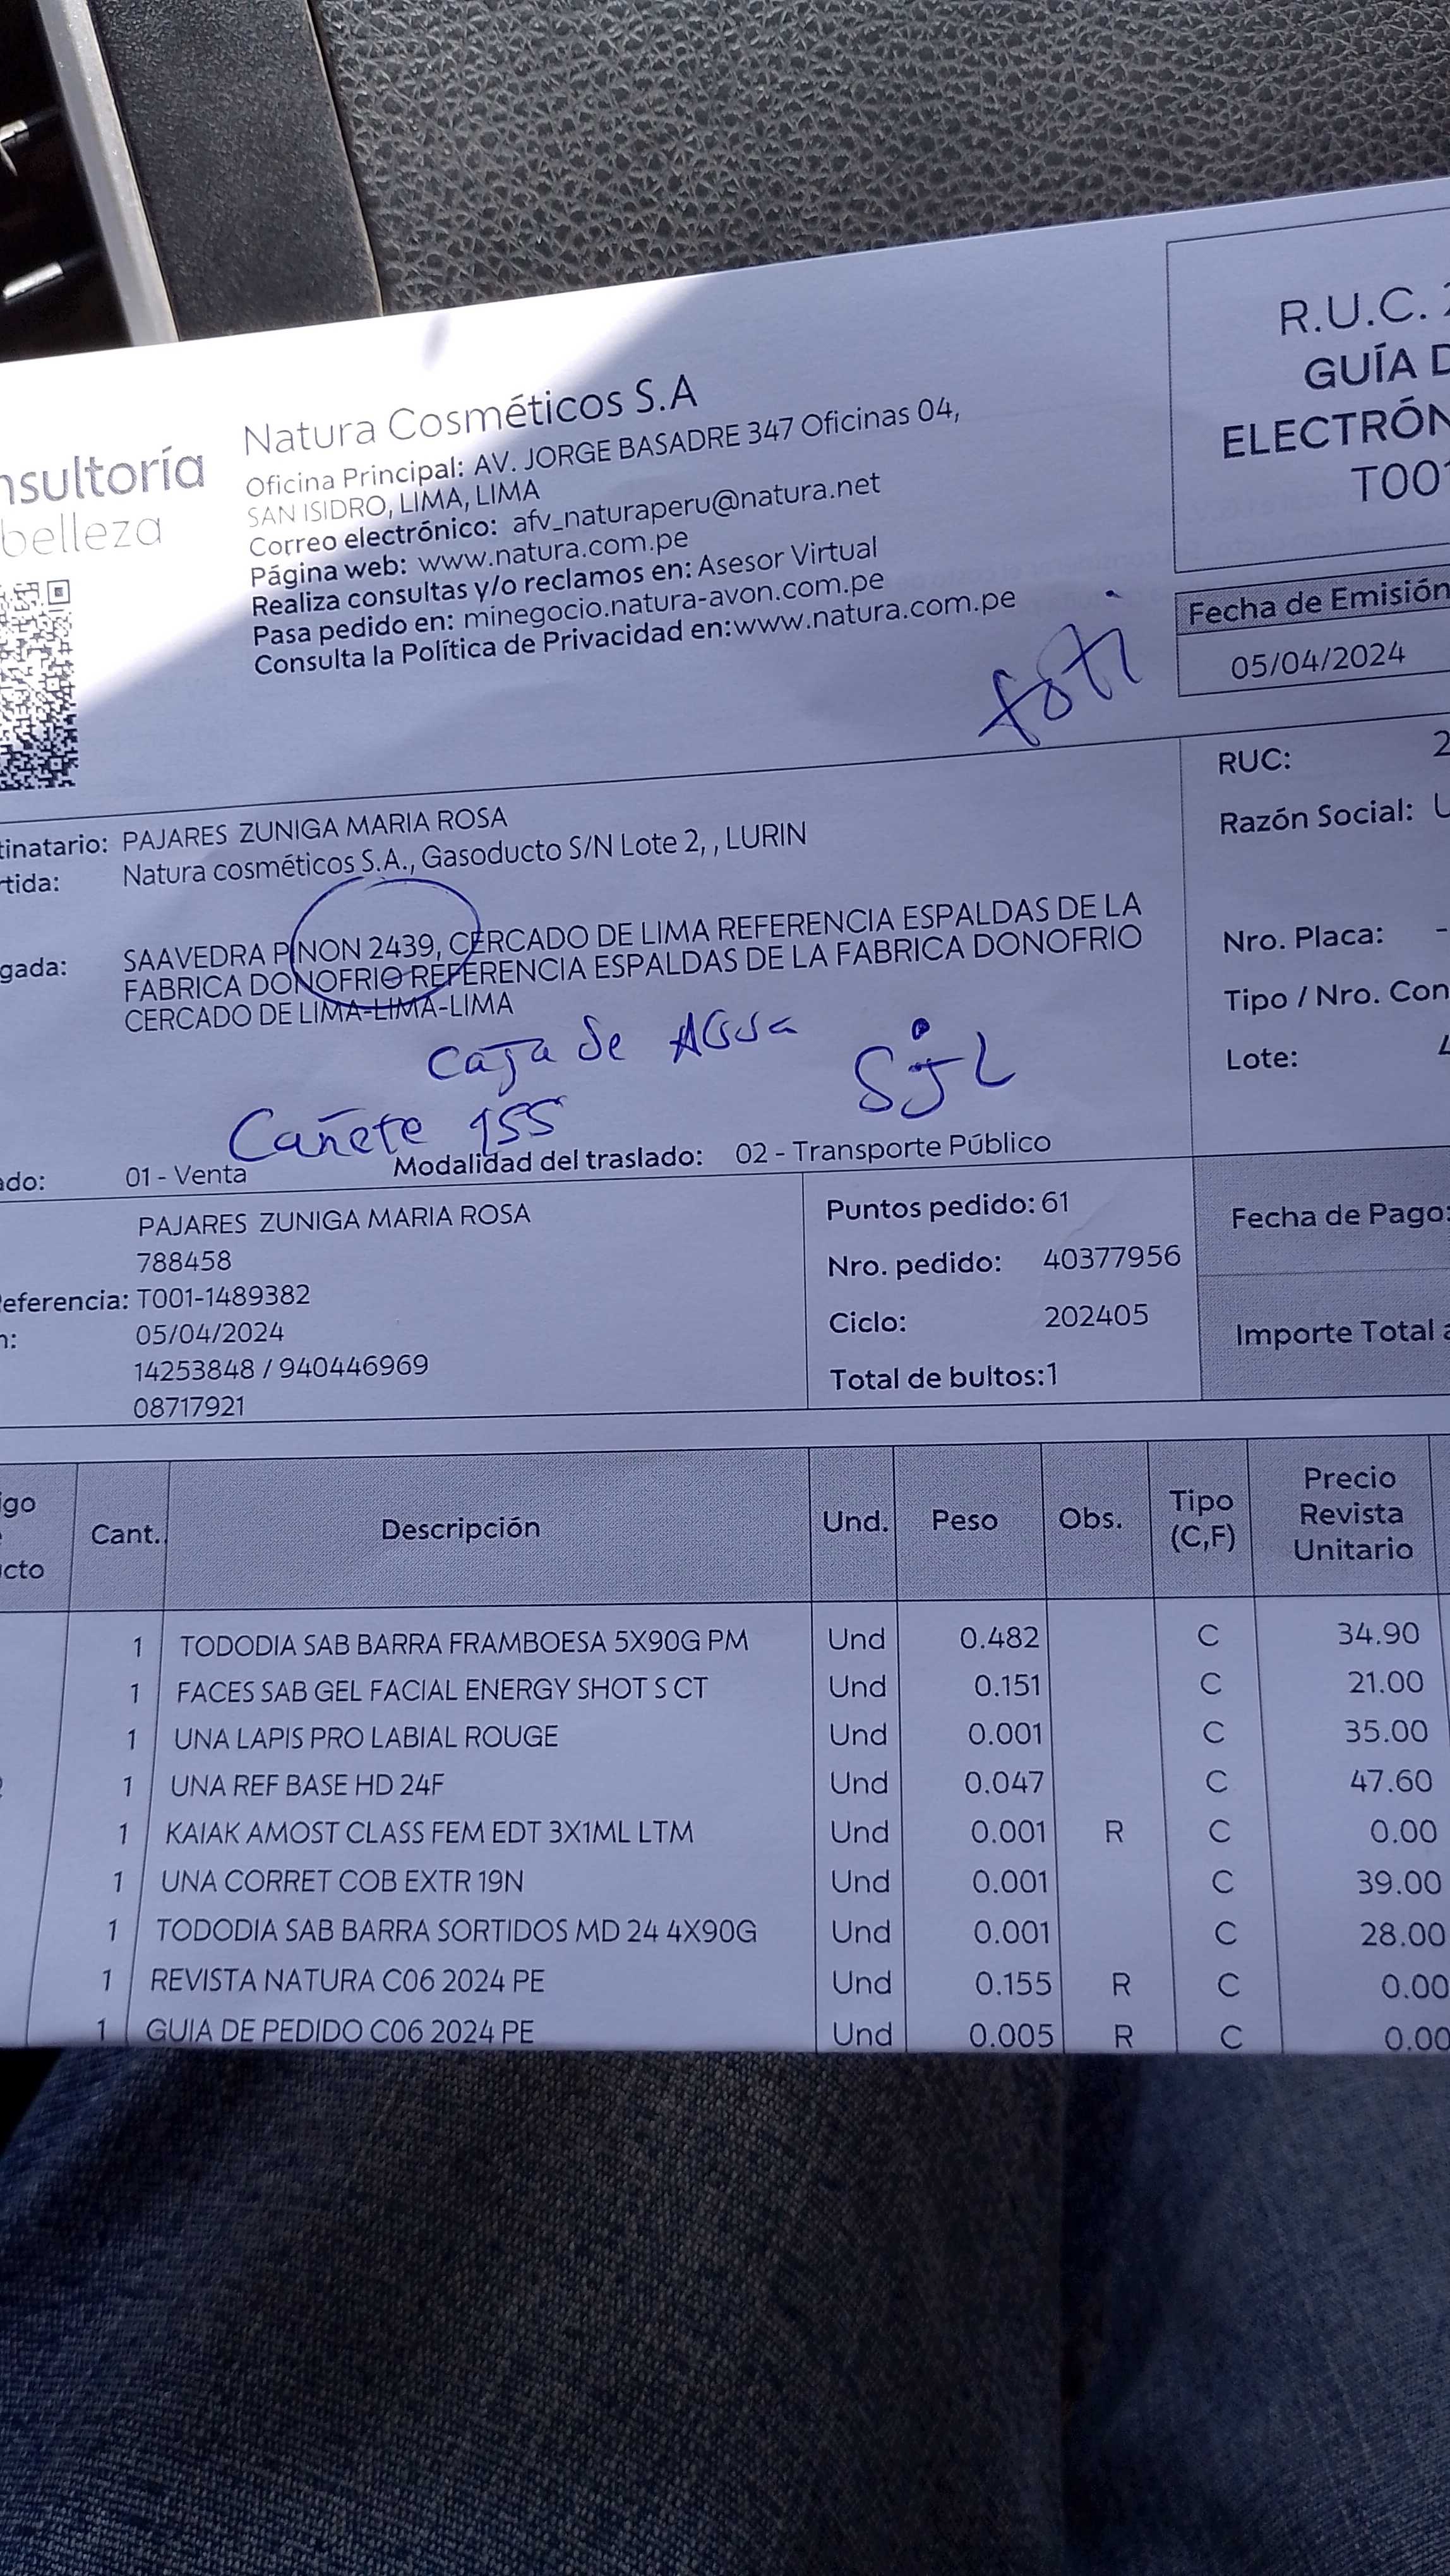 R.U.C. 2
GUÍA D
ELECTRÓN
T001
nsultoría
belleza
Natura Cosméticos S.A
Oficina Principal: AV. JORGE BASADRE 347 Oficinas 04,
SAN ISIDRO, LIMA, LIMA
Correo electrónico: afv_naturaperu@natura.net
Página web: www.natura.com.pe
Realiza consultas y/o reclamos en: Asesor Virtual
Pasa pedido en: minegocio.natura-avon.com.pe
Consulta la Política de Privacidad en:www.natura.com.pe
Fecha de Emisión
05/04/2024
tinatario: PAJARES ZUNIGA MARIA ROSA
rtida: Natura cosméticos S.A., Gasoducto S/N Lote 2, , LURIN
gada: SAAVEDRA PINON 2439, CERCADO DE LIMA REFERENCIA ESPALDAS DE LA
FABRICA DONOFRIO REFERENCIA ESPALDAS DE LA FABRICA DONOFRIO
CERCADO DE LIMA-LIMA-LIMA
Caja de Agua
SJL
Cañete 155
RUC: 2
Razón Social: U
Nro. Placa: -
Tipo / Nro. Con
Lote: 4
ado: 01 - Venta Modalidad del traslado: 02 - Transporte Público
PAJARES ZUNIGA MARIA ROSA
788458
eferencia: T001-1489382
n: 05/04/2024
14253848 / 940446969
08717921
Puntos pedido: 61
Nro. pedido: 40377956
Ciclo: 202405
Total de bultos:1
Fecha de Pago:
Importe Total a
igo
cto
Cant. Descripción Und. Peso Obs. Tipo (C,F) Precio Revista Unitario
1 TODODIA SAB BARRA FRAMBOESA 5X90G PM Und 0.482 C 34.90
1 FACES SAB GEL FACIAL ENERGY SHOT S CT Und 0.151 C 21.00
1 UNA LAPIS PRO LABIAL ROUGE Und 0.001 C 35.00
1 UNA REF BASE HD 24F Und 0.047 C 47.60
1 KAIAK AMOST CLASS FEM EDT 3X1ML LTM Und 0.001 R C 0.00
1 UNA CORRET COB EXTR 19N Und 0.001 C 39.00
1 TODODIA SAB BARRA SORTIDOS MD 24 4X90G Und 0.001 C 28.00
1 REVISTA NATURA C06 2024 PE Und 0.155 R C 0.00
1 GUIA DE PEDIDO C06 2024 PE Und 0.005 R C 0.00